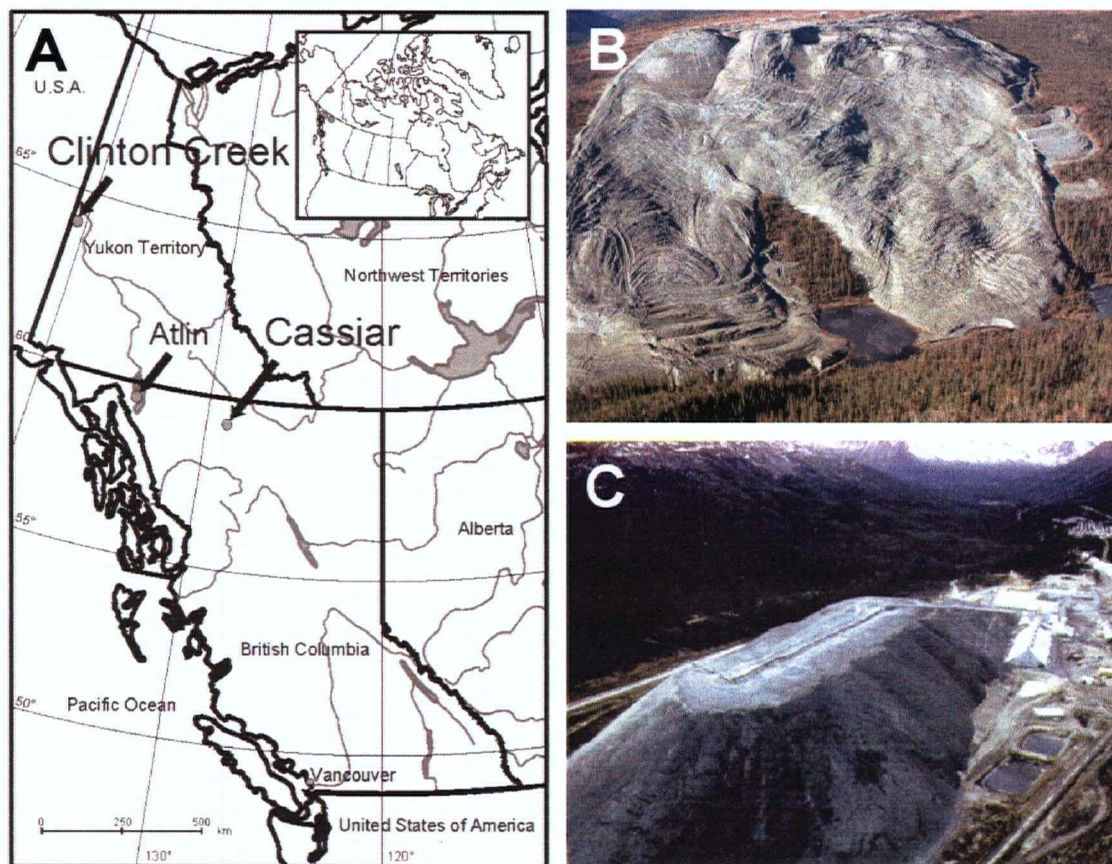 A
U.S.A.
65°
Clinton Creek
Yukon Territory
Northwest Territories
60°
Atlin
Cassiar
55°
Alberta
British Columbia
50°
Pacific Ocean
Vancouver
0 250 500
km
United States of America
130°
120°
B
C